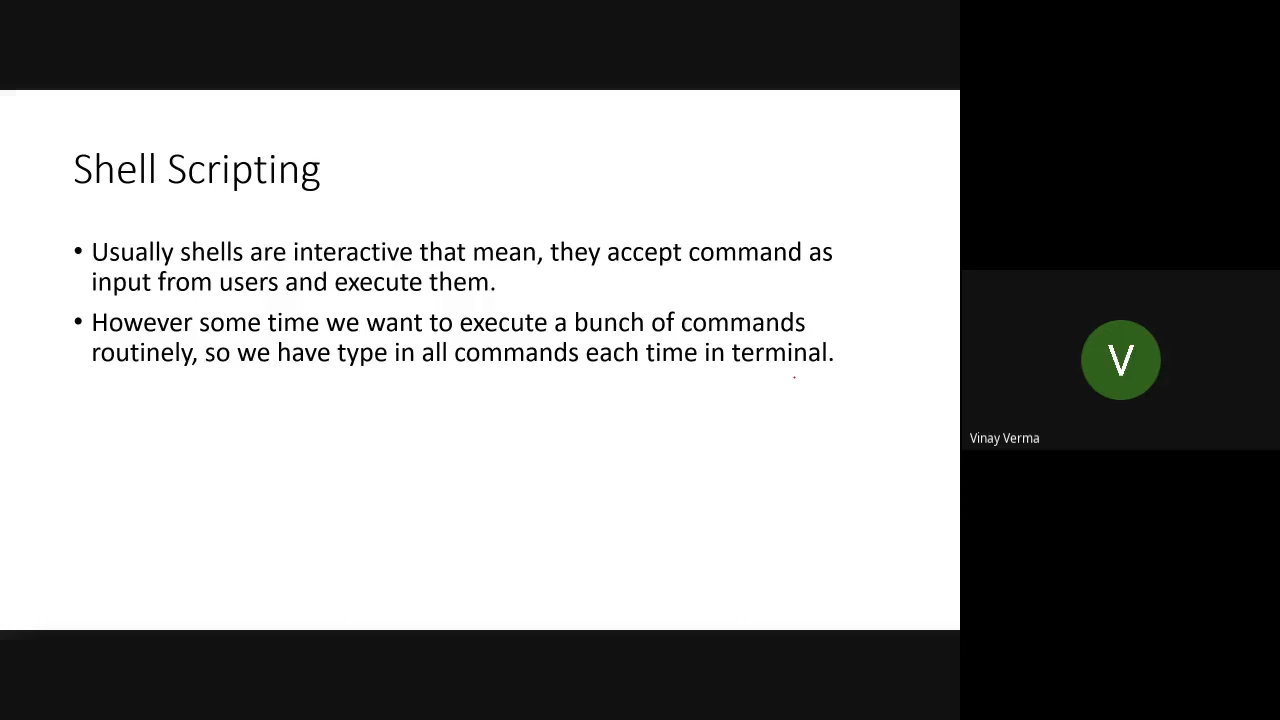 Shell Scripting
• Usually shells are interactive that mean, they accept command as
input from users and execute them.
• However some time we want to execute a bunch of commands
routinely, so we have type in all commands each time in terminal.
V
Vinay Verma